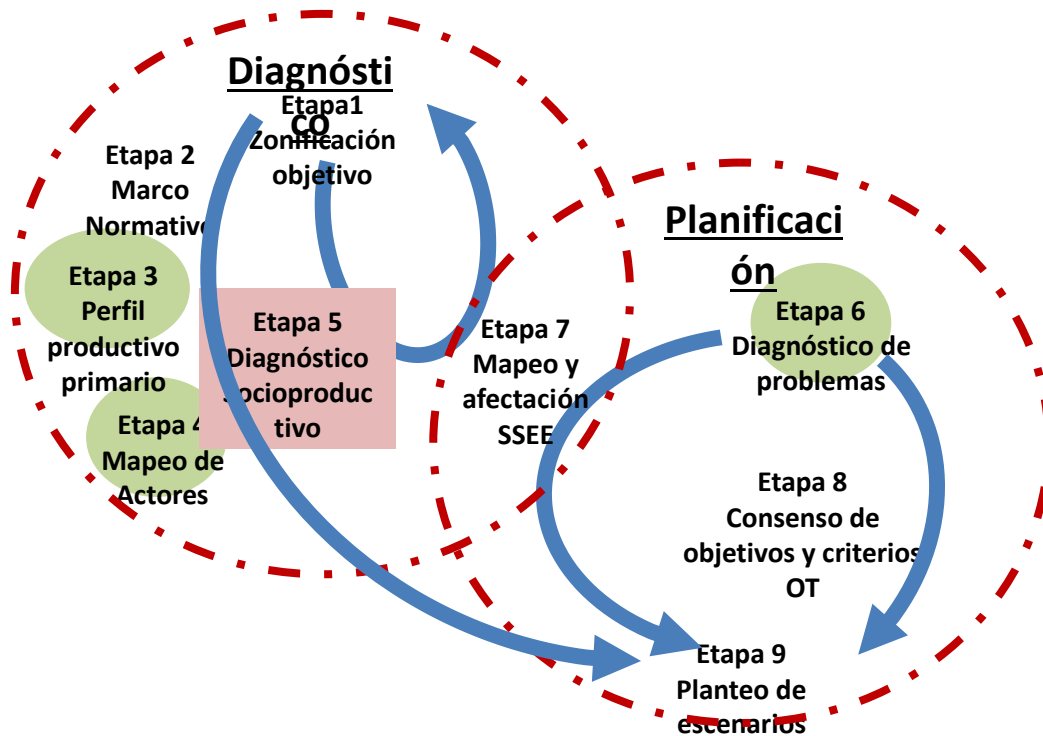 Diagnósti
co
Etapa1
Zonificación
objetivo
Etapa 2
Marco
Normativo
Etapa 3
Perfil
productivo
primario
Etapa 4
Mapeo de
Actores
Etapa 5
Diagnóstico
socioproduc
tivo
Etapa 7
Mapeo y
afectación
SSEE
Planificaci
ón
Etapa 6
Diagnóstico de
problemas
Etapa 8
Consenso de
objetivos y criterios
OT
Etapa 9
Planteo de
escenarios